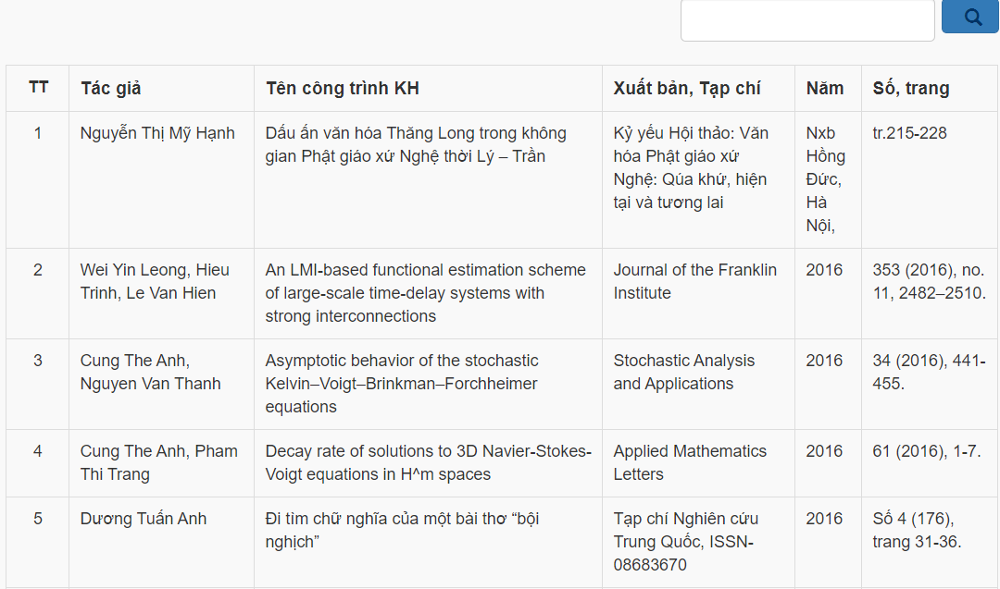 TT Tác giả Tên công trình KH Xuất bản, Tạp chí Năm Số, trang
1 Nguyễn Thị Mỹ Hạnh Dấu ấn văn hóa Thăng Long trong không Kỷ yếu Hội thảo: Văn Nxb tr.215-228
gian Phật giáo xứ Nghệ thời Lý – Trần hóa Phật giáo xứ Hồng
Nghệ: Qúa khứ, hiện Đức,
tại và tương lai Hà
Nội,
2 Wei Yin Leong, Hieu An LMI-based functional estimation scheme Journal of the Franklin 2016 353 (2016), no.
Trinh, Le Van Hien of large-scale time-delay systems with Institute 11, 2482–2510.
strong interconnections
3 Cung The Anh, Asymptotic behavior of the stochastic Stochastic Analysis 2016 34 (2016), 441-
Nguyen Van Thanh Kelvin–Voigt–Brinkman–Forchheimer and Applications 455.
equations
4 Cung The Anh, Pham Decay rate of solutions to 3D Navier-Stokes- Applied Mathematics 2016 61 (2016), 1-7.
Thi Trang Voigt equations in H^m spaces Letters
5 Dương Tuấn Anh Đi tìm chữ nghĩa của một bài thơ “bội Tạp chí Nghiên cứu 2016 Số 4 (176),
nghịch” Trung Quốc, ISSN- trang 31-36.
08683670